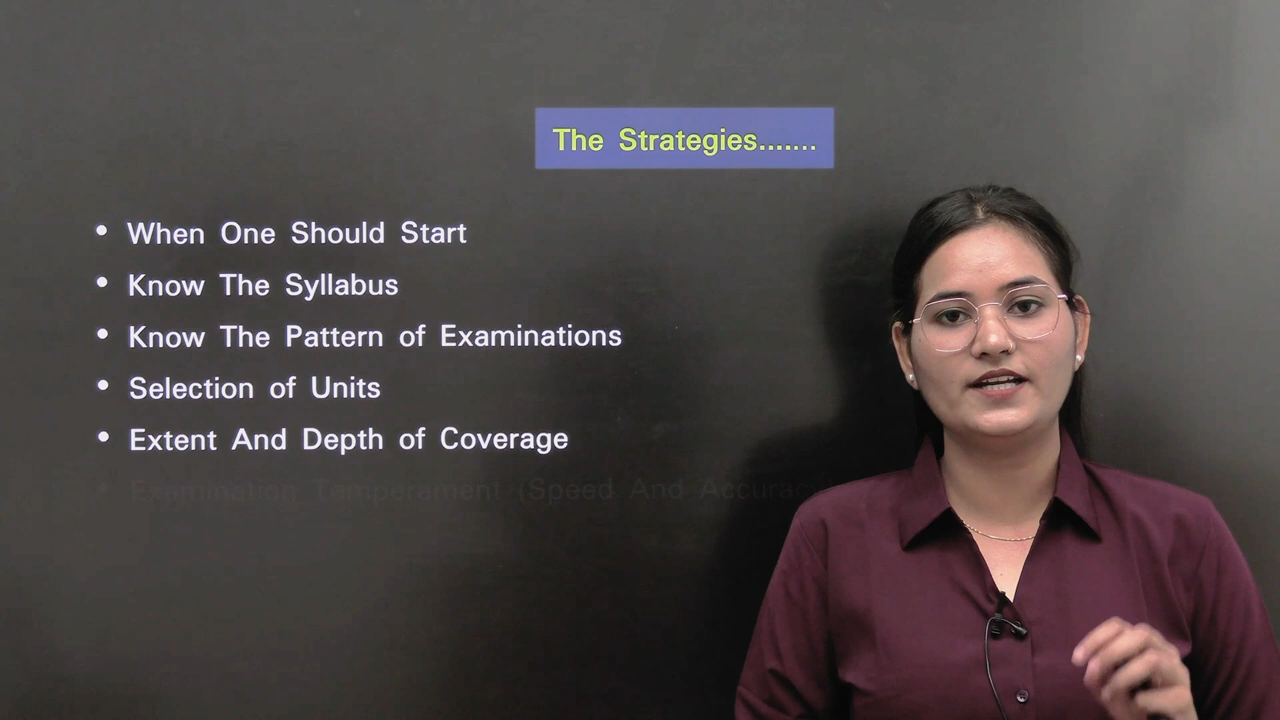 The Strategies.......
• When One Should Start
• Know The Syllabus
• Know The Pattern of Examinations
• Selection of Units
• Extent And Depth of Coverage
• Examination Temperament (Speed And Accuracy